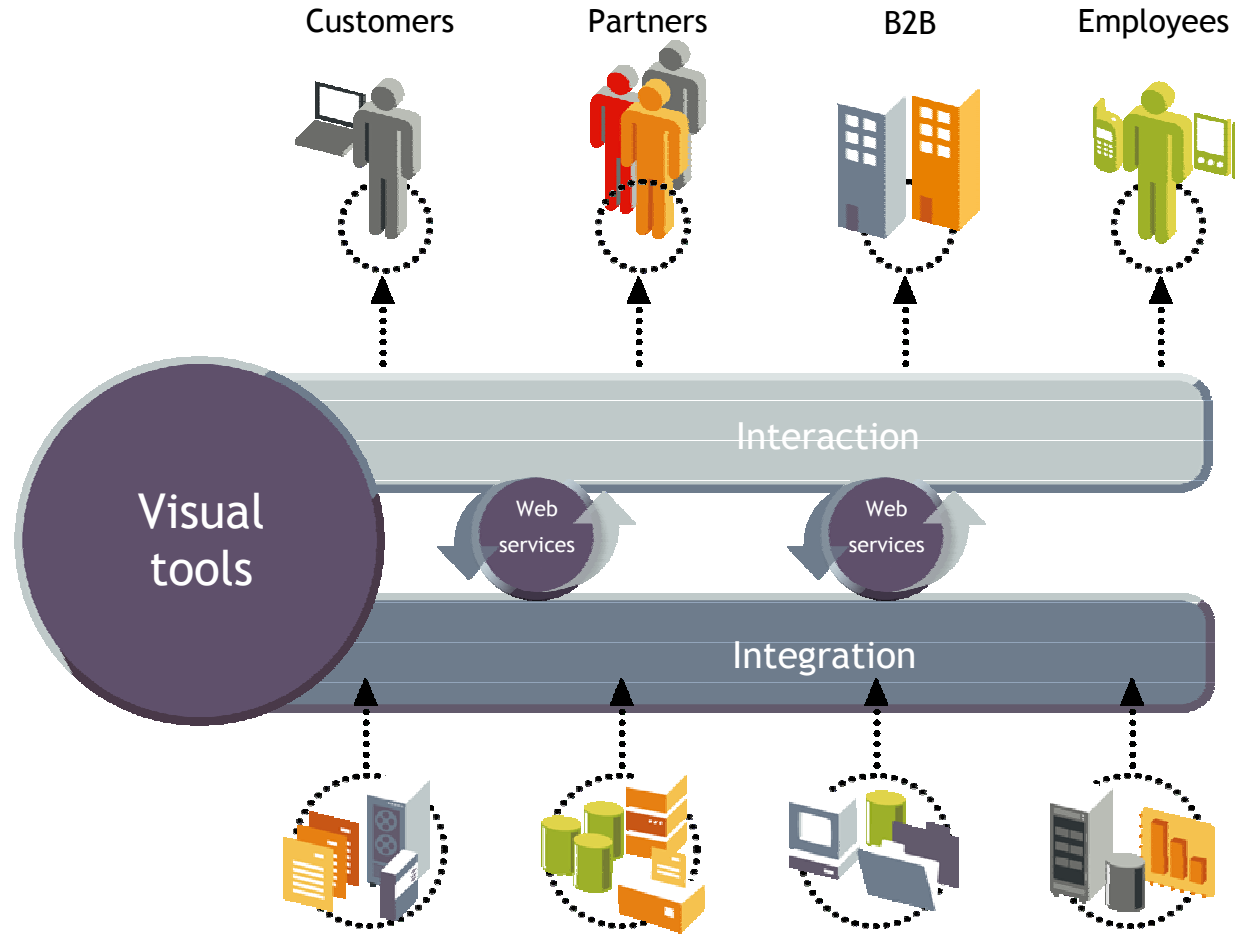 Customers
Partners
B2B
Employees
Interaction
Visual
tools
Web
services
Web
services
Integration